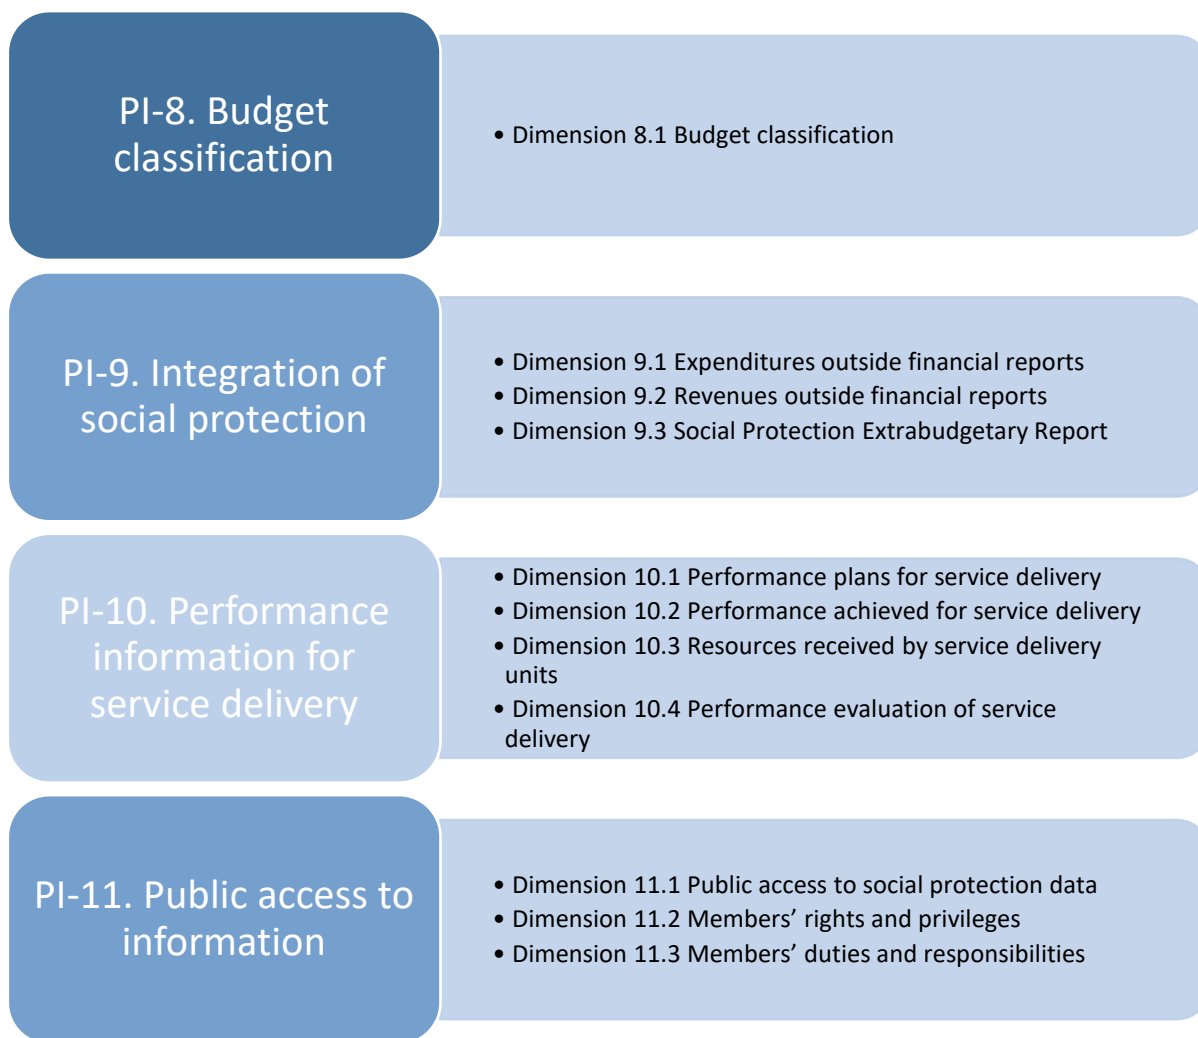 PI-8. Budget
classification
• Dimension 8.1 Budget classification
PI-9. Integration of
social protection
• Dimension 9.1 Expenditures outside financial reports
• Dimension 9.2 Revenues outside financial reports
• Dimension 9.3 Social Protection Extrabudgetary Report
PI-10. Performance
information for
service delivery
• Dimension 10.1 Performance plans for service delivery
• Dimension 10.2 Performance achieved for service delivery
• Dimension 10.3 Resources received by service delivery
units
• Dimension 10.4 Performance evaluation of service
delivery
PI-11. Public access to
information
• Dimension 11.1 Public access to social protection data
• Dimension 11.2 Members’ rights and privileges
• Dimension 11.3 Members’ duties and responsibilities